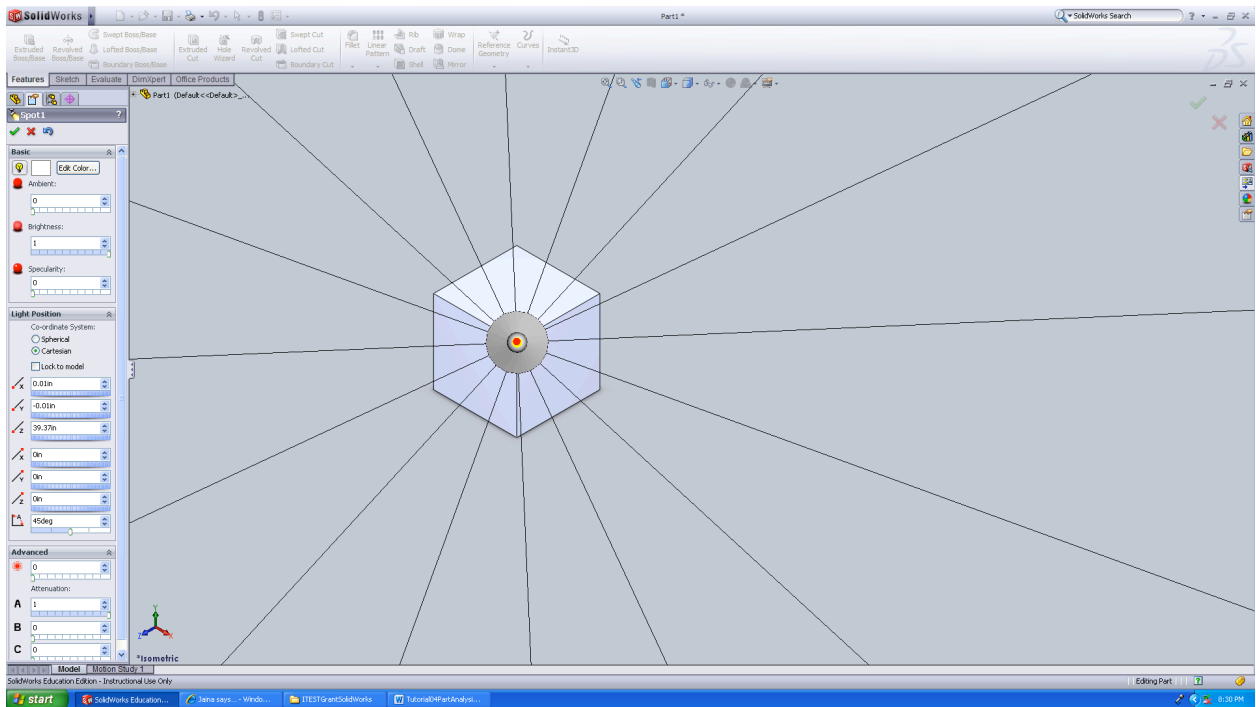 SolidWorks
Part1 *
SolidWorks Search
Extruded Boss/Base
Revolved Boss/Base
Swept Boss/Base
Lofted Boss/Base
Boundary Boss/Base
Extruded Cut
Hole Wizard
Revolved Cut
Swept Cut
Lofted Cut
Boundary Cut
Fillet
Linear Pattern
Rib
Draft
Shell
Wrap
Dome
Mirror
Reference Geometry
Curves
Instant3D
Features
Sketch
Evaluate
DimXpert
Office Products
Part1 (Default<<Default>_...
Spot1
?
Basic
Edit Color...
Ambient:
0
Brightness:
1
Specularity:
0
Light Position
Co-ordinate System:
Spherical
Cartesian
Lock to model
X 0.01in
Y -0.01in
Z 39.37in
X 0in
Y 0in
Z 0in
A 45deg
Advanced
0
Attenuation:
A 1
B 0
C 0
Y
Z X
*Isometric
Model
Motion Study 1
SolidWorks Education Edition - Instructional Use Only
Editing Part
start
SolidWorks Education...
Jaina says... - Windo...
ITESTGrantSolidWorks
Tutorial04PartAnalysi...
8:30 PM